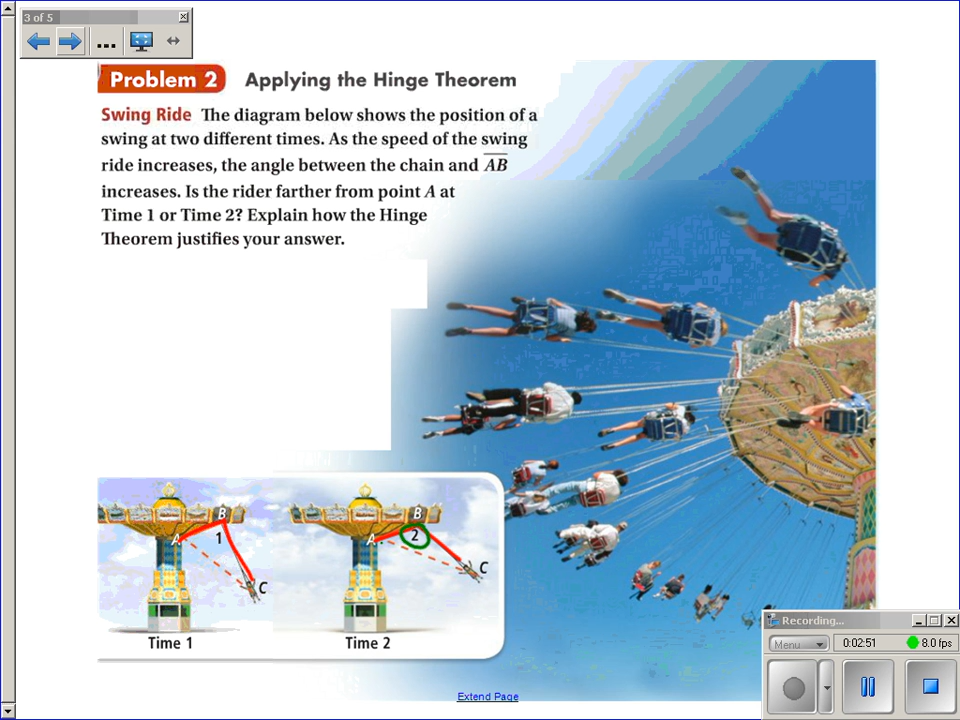 3 of 5
...
Problem 2 Applying the Hinge Theorem
Swing Ride The diagram below shows the position of a
swing at two different times. As the speed of the swing
ride increases, the angle between the chain and AB
increases. Is the rider farther from point A at
Time 1 or Time 2? Explain how the Hinge
Theorem justifies your answer.
B
A
1
C
B
A
2
C
Time 1
Time 2
Recording...
Menu
0:02:51
8.0 fps
Extend Page